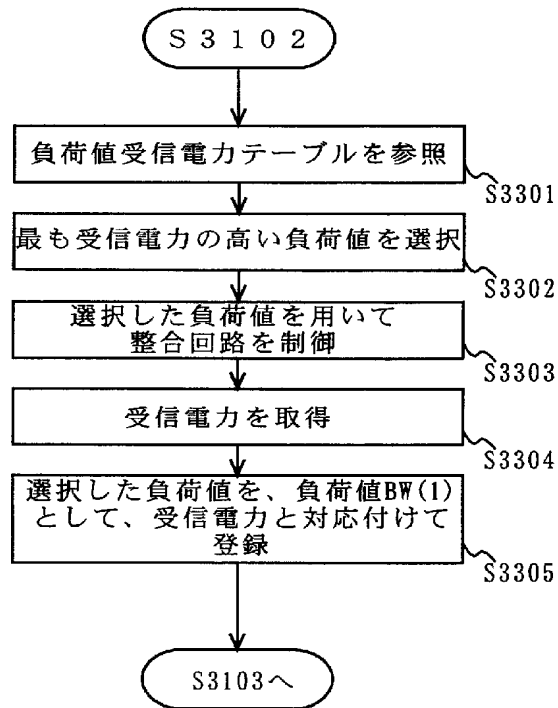 S3102
負荷値受信電力テーブルを参照
S3301
最も受信電力の高い負荷値を選択
S3302
選択した負荷値を用いて
整合回路を制御
S3303
受信電力を取得
S3304
選択した負荷値を、負荷値BW(1)
として、受信電力と対応付けて
登録
S3305
S3103へ